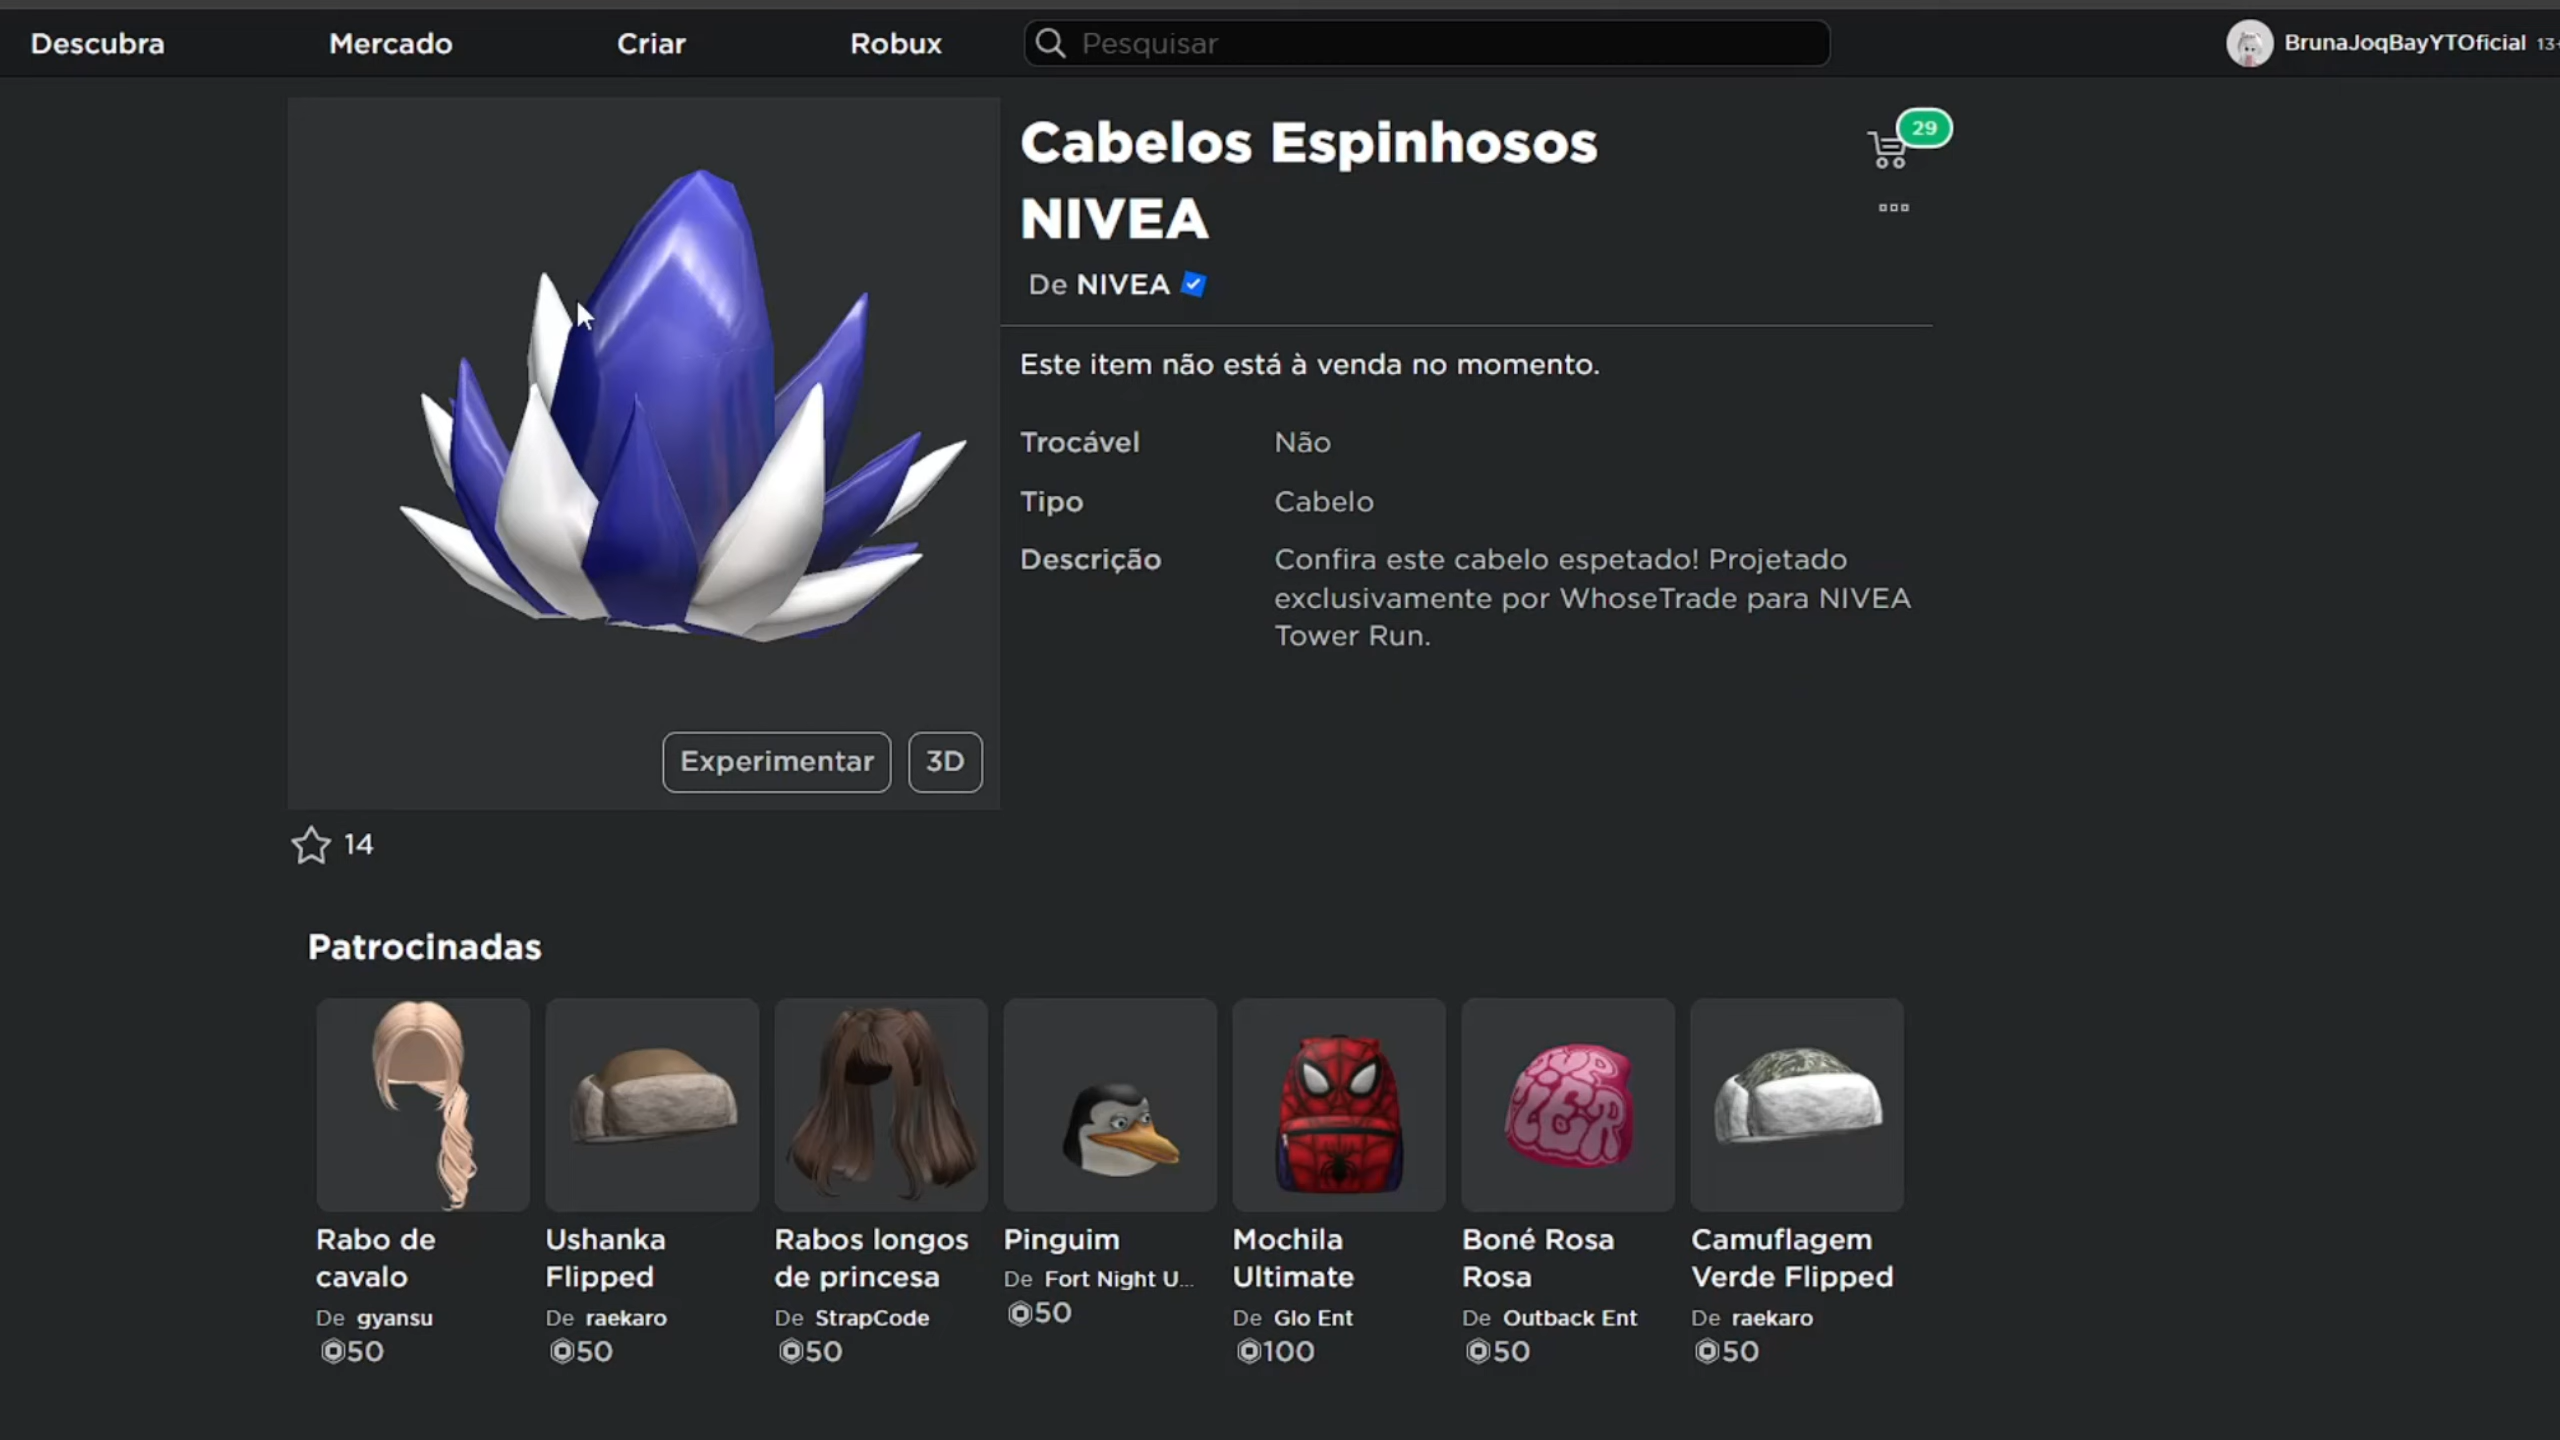 Descubra
Mercado
Criar
Robux
Pesquisar
BrunaJoqBayYTOficial
Cabelos Espinhosos
NIVEA
29
De NIVEA
Este item não está à venda no momento.
Trocável Não
Tipo Cabelo
Descrição Confira este cabelo espetado! Projetado
exclusivamente por WhoseTrade para NIVEA
Tower Run.
Experimentar
3D
14
Patrocinadas
Rabo de
cavalo
De gyansu
50
Ushanka
Flipped
De raekaro
50
Rabos longos
de princesa
De StrapCode
50
Pinguim
De Fort Night U...
50
Mochila
Ultimate
De Glo Ent
100
Boné Rosa
Rosa
De Outback Ent
50
Camuflagem
Verde Flipped
De raekaro
50